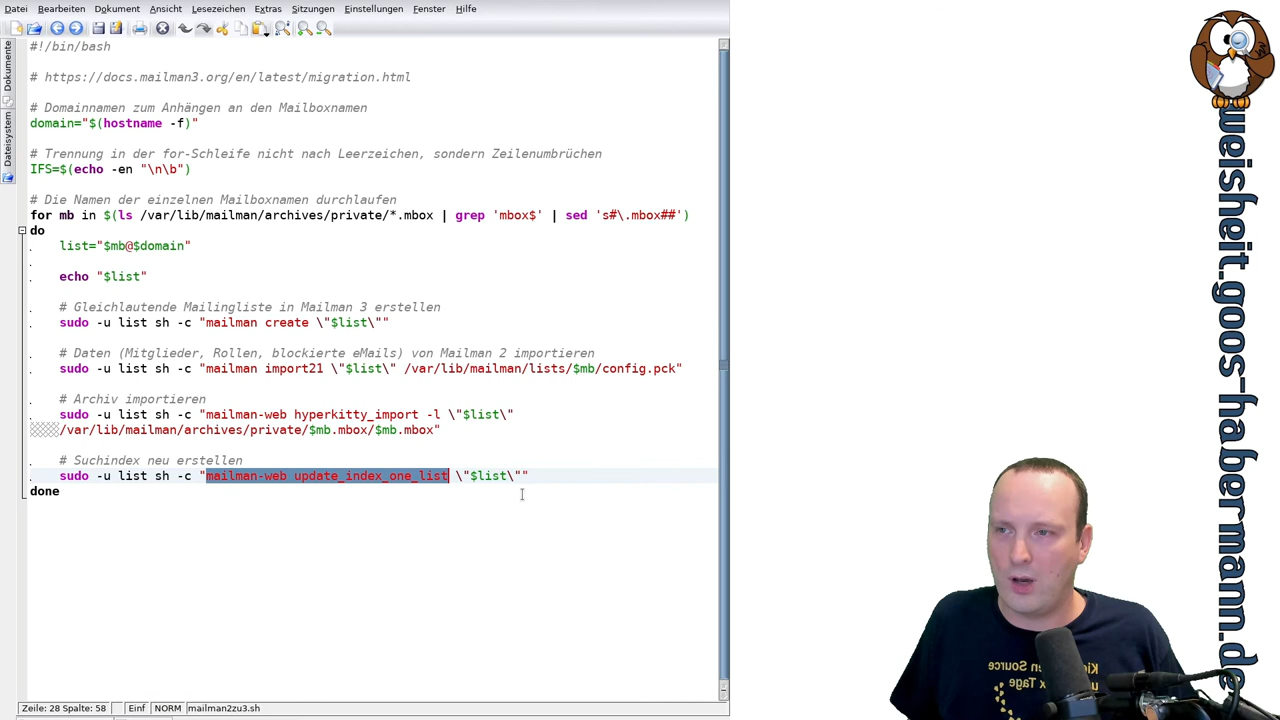 Datei Bearbeiten Dokument Ansicht Lesezeichen Extras Sitzungen Einstellungen Fenster Hilfe
Dokumente
Dateisystem
#!/bin/bash
# https://docs.mailman3.org/en/latest/migration.html
# Domainnamen zum Anhängen an den Mailboxnamen
domain="$(hostname -f)"
# Trennung in der for-Schleife nicht nach Leerzeichen, sondern Zeilenumbrüchen
IFS=$(echo -en "\n\b")
# Die Namen der einzelnen Mailboxnamen durchlaufen
for mb in $(ls /var/lib/mailman/archives/private/*.mbox | grep 'mbox$' | sed 's#\.mbox##')
do
list="$mb@$domain"
echo "$list"
# Gleichlautende Mailingliste in Mailman 3 erstellen
sudo -u list sh -c "mailman create \"$list\""
# Daten (Mitglieder, Rollen, blockierte eMails) von Mailman 2 importieren
sudo -u list sh -c "mailman import21 \"$list\" /var/lib/mailman/lists/$mb/config.pck"
# Archiv importieren
sudo -u list sh -c "mailman-web hyperkitty_import -l \"$list\"
/var/lib/mailman/archives/private/$mb.mbox/$mb.mbox"
# Suchindex neu erstellen
sudo -u list sh -c "mailman-web update_index_one_list \"$list\""
done
Zeile: 28 Spalte: 58 Einf NORM mailman2zu3.sh
weisheit.goos-habermann.de